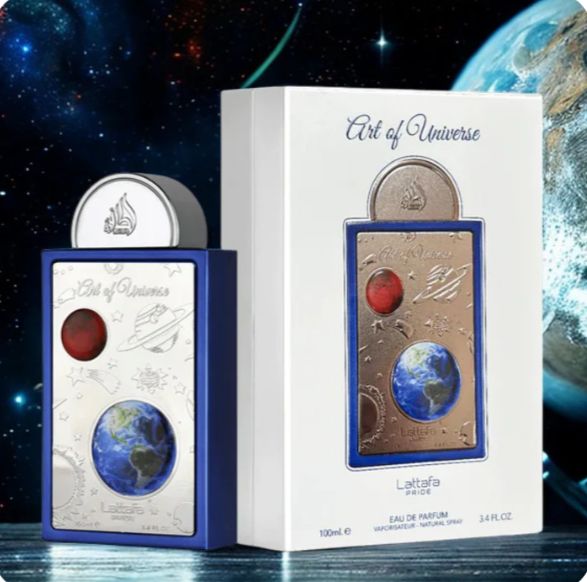 Art of Universe
Lattafa
3.4 FL.OZ.
Art of Universe
Art of Universe
Lattafa
Lattafa
PRIDE
EAU DE PARFUM
VAPORISATEUR - NATURAL SPRAY
100ml. ℮
3.4 FL.OZ.